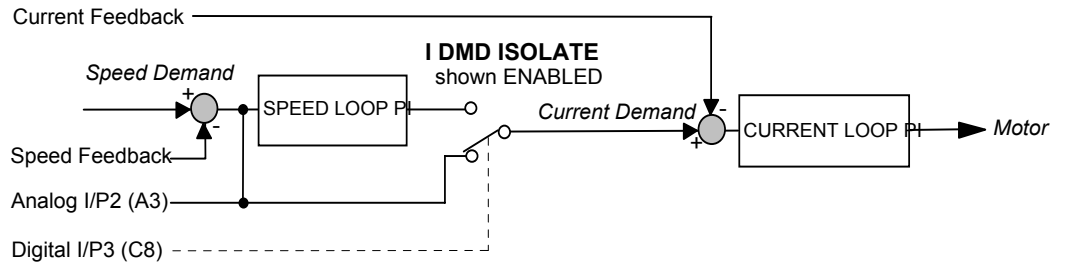 Current Feedback
I DMD ISOLATE
shown ENABLED
Speed Demand
+
-
SPEED LOOP PI
Current Demand
-
+
CURRENT LOOP PI
Motor
Speed Feedback
Analog I/P2 (A3)
Digital I/P3 (C8)